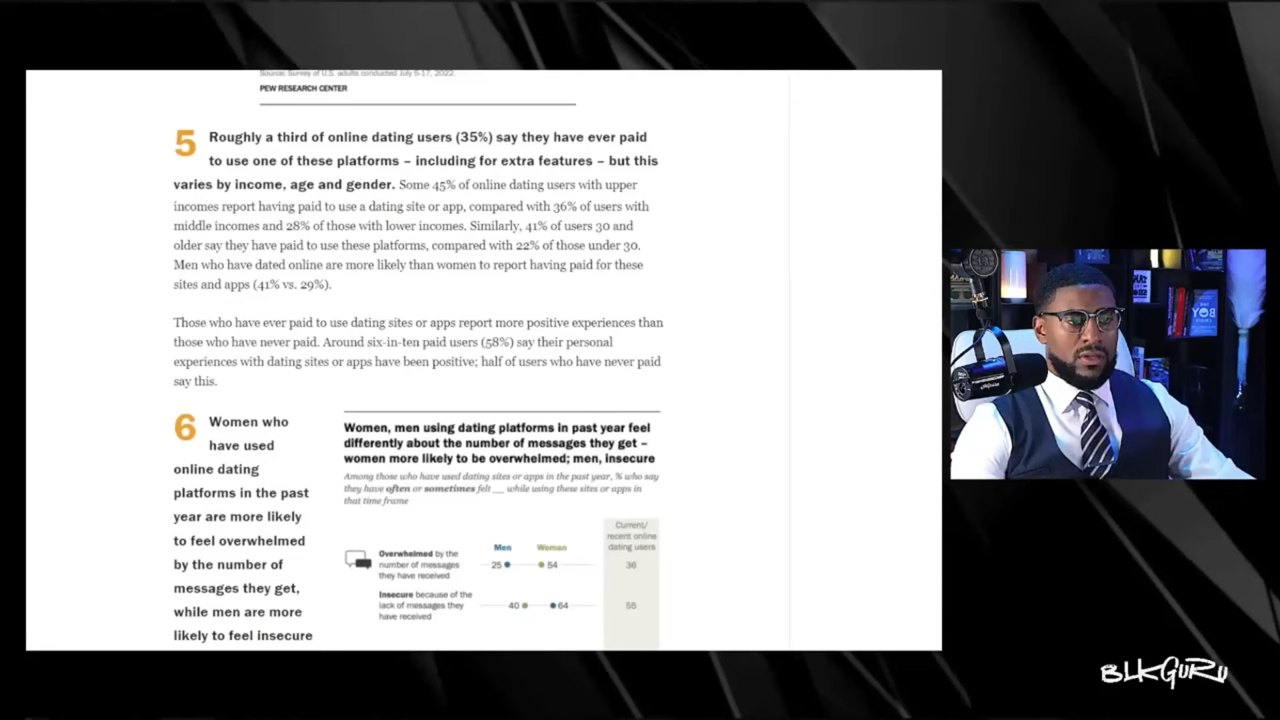 Source: Survey of U.S. adults conducted July 5-17, 2022.
PEW RESEARCH CENTER
5 Roughly a third of online dating users (35%) say they have ever paid
to use one of these platforms – including for extra features – but this
varies by income, age and gender. Some 45% of online dating users with upper
incomes report having paid to use a dating site or app, compared with 36% of users with
middle incomes and 28% of those with lower incomes. Similarly, 41% of users 30 and
older say they have paid to use these platforms, compared with 22% of those under 30.
Men who have dated online are more likely than women to report having paid for these
sites and apps (41% vs. 29%).
Those who have ever paid to use dating sites or apps report more positive experiences than
those who have never paid. Around six-in-ten paid users (58%) say their personal
experiences with dating sites or apps have been positive; half of users who have never paid
say this.
6 Women who
have used
online dating
platforms in the past
year are more likely
to feel overwhelmed
by the number of
messages they get,
while men are more
likely to feel insecure
Women, men using dating platforms in past year feel
differently about the number of messages they get –
women more likely to be overwhelmed; men, insecure
Among those who have used dating sites or apps in the past year, % who say
they have often or sometimes felt __ while using these sites or apps in
that time frame
Current/
recent online
dating users
Men Women
Overwhelmed by the
number of messages
they have received
25 54 36
Insecure because of the
lack of messages they
have received
40 64 55
BLKGURU